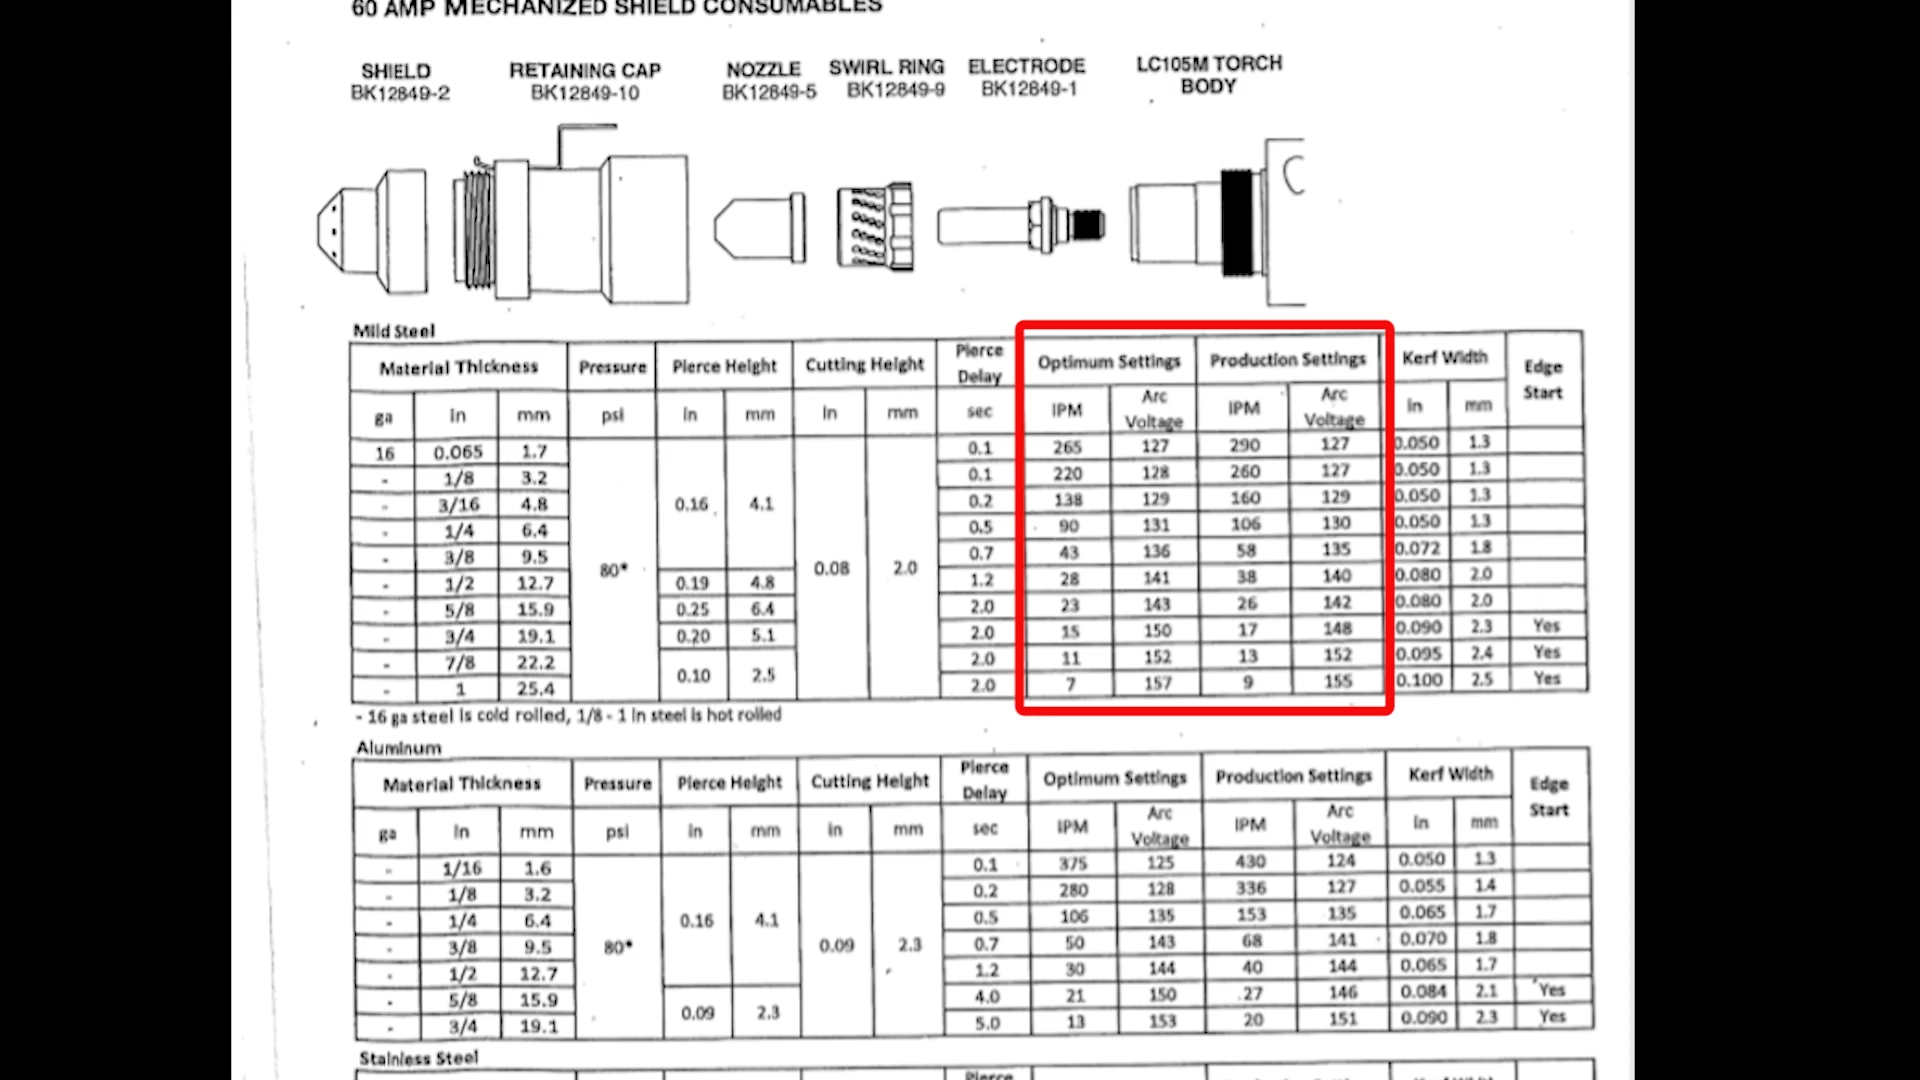 60 AMP MECHANIZED SHIELD CONSUMABLES
SHIELD RETAINING CAP NOZZLE SWIRL RING ELECTRODE LC105M TORCH
BK12849-2 BK12849-10 BK12849-5 BK12849-9 BK12849-1 BODY
Mild Steel
Material Thickness Pressure Pierce Height Cutting Height Pierce Delay Optimum Settings Production Settings Kerf Width Edge Start
ga in mm psi in mm in mm sec IPM Arc Voltage IPM Arc Voltage in mm
16 0.065 1.7 0.1 265 127 290 127 0.050 1.3
- 1/8 3.2 0.1 220 128 260 127 0.050 1.3
- 3/16 4.8 0.16 4.1 0.2 138 129 160 129 0.050 1.3
- 1/4 6.4 0.5 90 131 106 130 0.050 1.3
- 3/8 9.5 80* 0.08 2.0 0.7 43 136 58 135 0.072 1.8
- 1/2 12.7 0.19 4.8 1.2 28 141 38 140 0.080 2.0
- 5/8 15.9 0.25 6.4 2.0 23 143 26 142 0.080 2.0
- 3/4 19.1 0.20 5.1 2.0 15 150 17 148 0.090 2.3 Yes
- 7/8 22.2 0.10 2.5 2.0 11 152 13 152 0.095 2.4 Yes
- 1 25.4 2.0 7 157 9 155 0.100 2.5 Yes
- 16 ga steel is cold rolled, 1/8 - 1 in steel is hot rolled
Aluminum
Material Thickness Pressure Pierce Height Cutting Height Pierce Delay Optimum Settings Production Settings Kerf Width Edge Start
ga in mm psi in mm in mm sec IPM Arc Voltage IPM Arc Voltage in mm
- 1/16 1.6 0.1 375 125 430 124 0.050 1.3
- 1/8 3.2 0.2 280 128 336 127 0.055 1.4
- 1/4 6.4 0.16 4.1 0.5 106 135 153 135 0.065 1.7
- 3/8 9.5 80* 0.09 2.3 0.7 50 143 68 141 0.070 1.8
- 1/2 12.7 1.2 30 144 40 144 0.065 1.7
- 5/8 15.9 0.09 2.3 4.0 21 150 27 146 0.084 2.1 Yes
- 3/4 19.1 5.0 13 153 20 151 0.090 2.3 Yes
Stainless Steel
Pierce